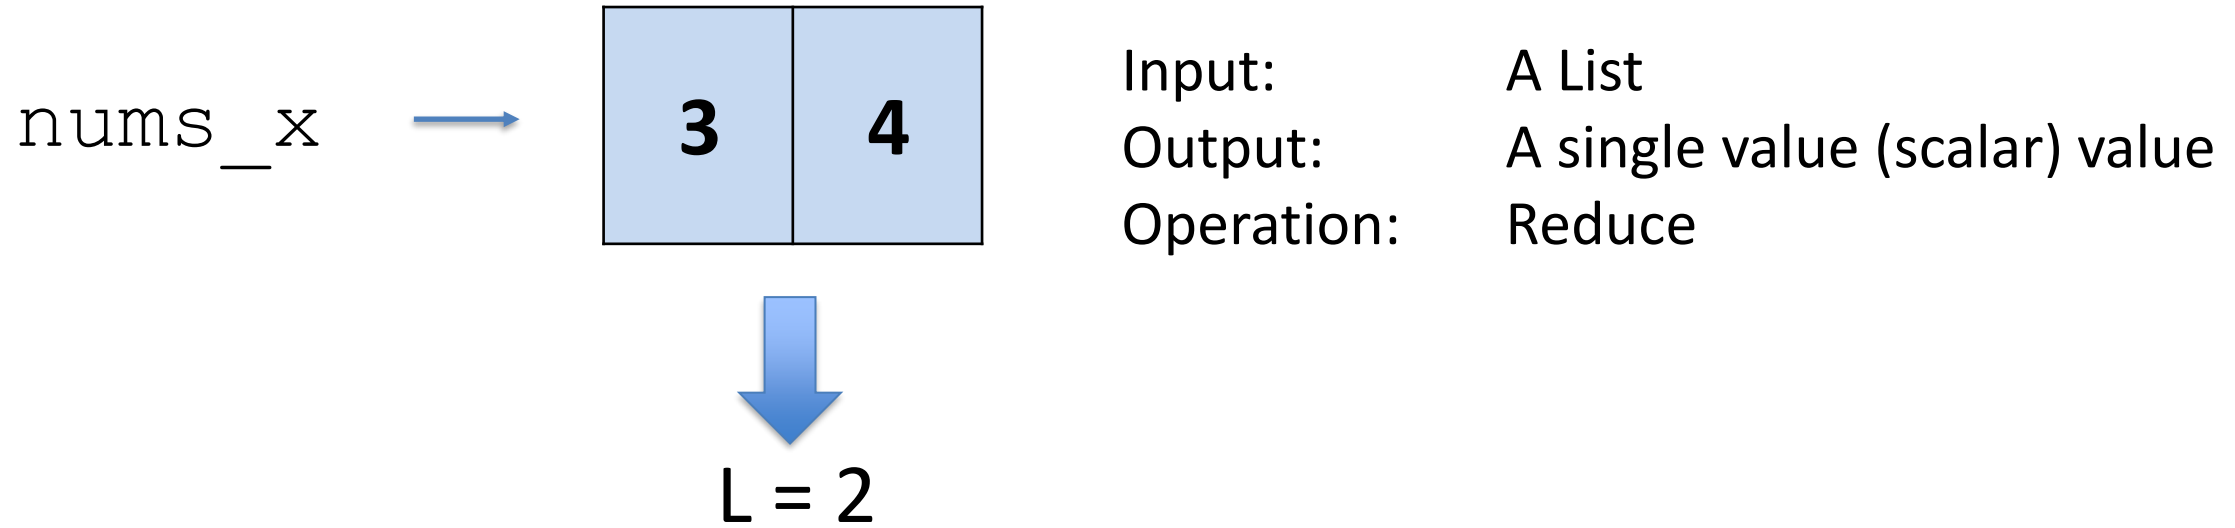 nums_x
3 4
Input: A List
Output: A single value (scalar) value
Operation: Reduce
L = 2